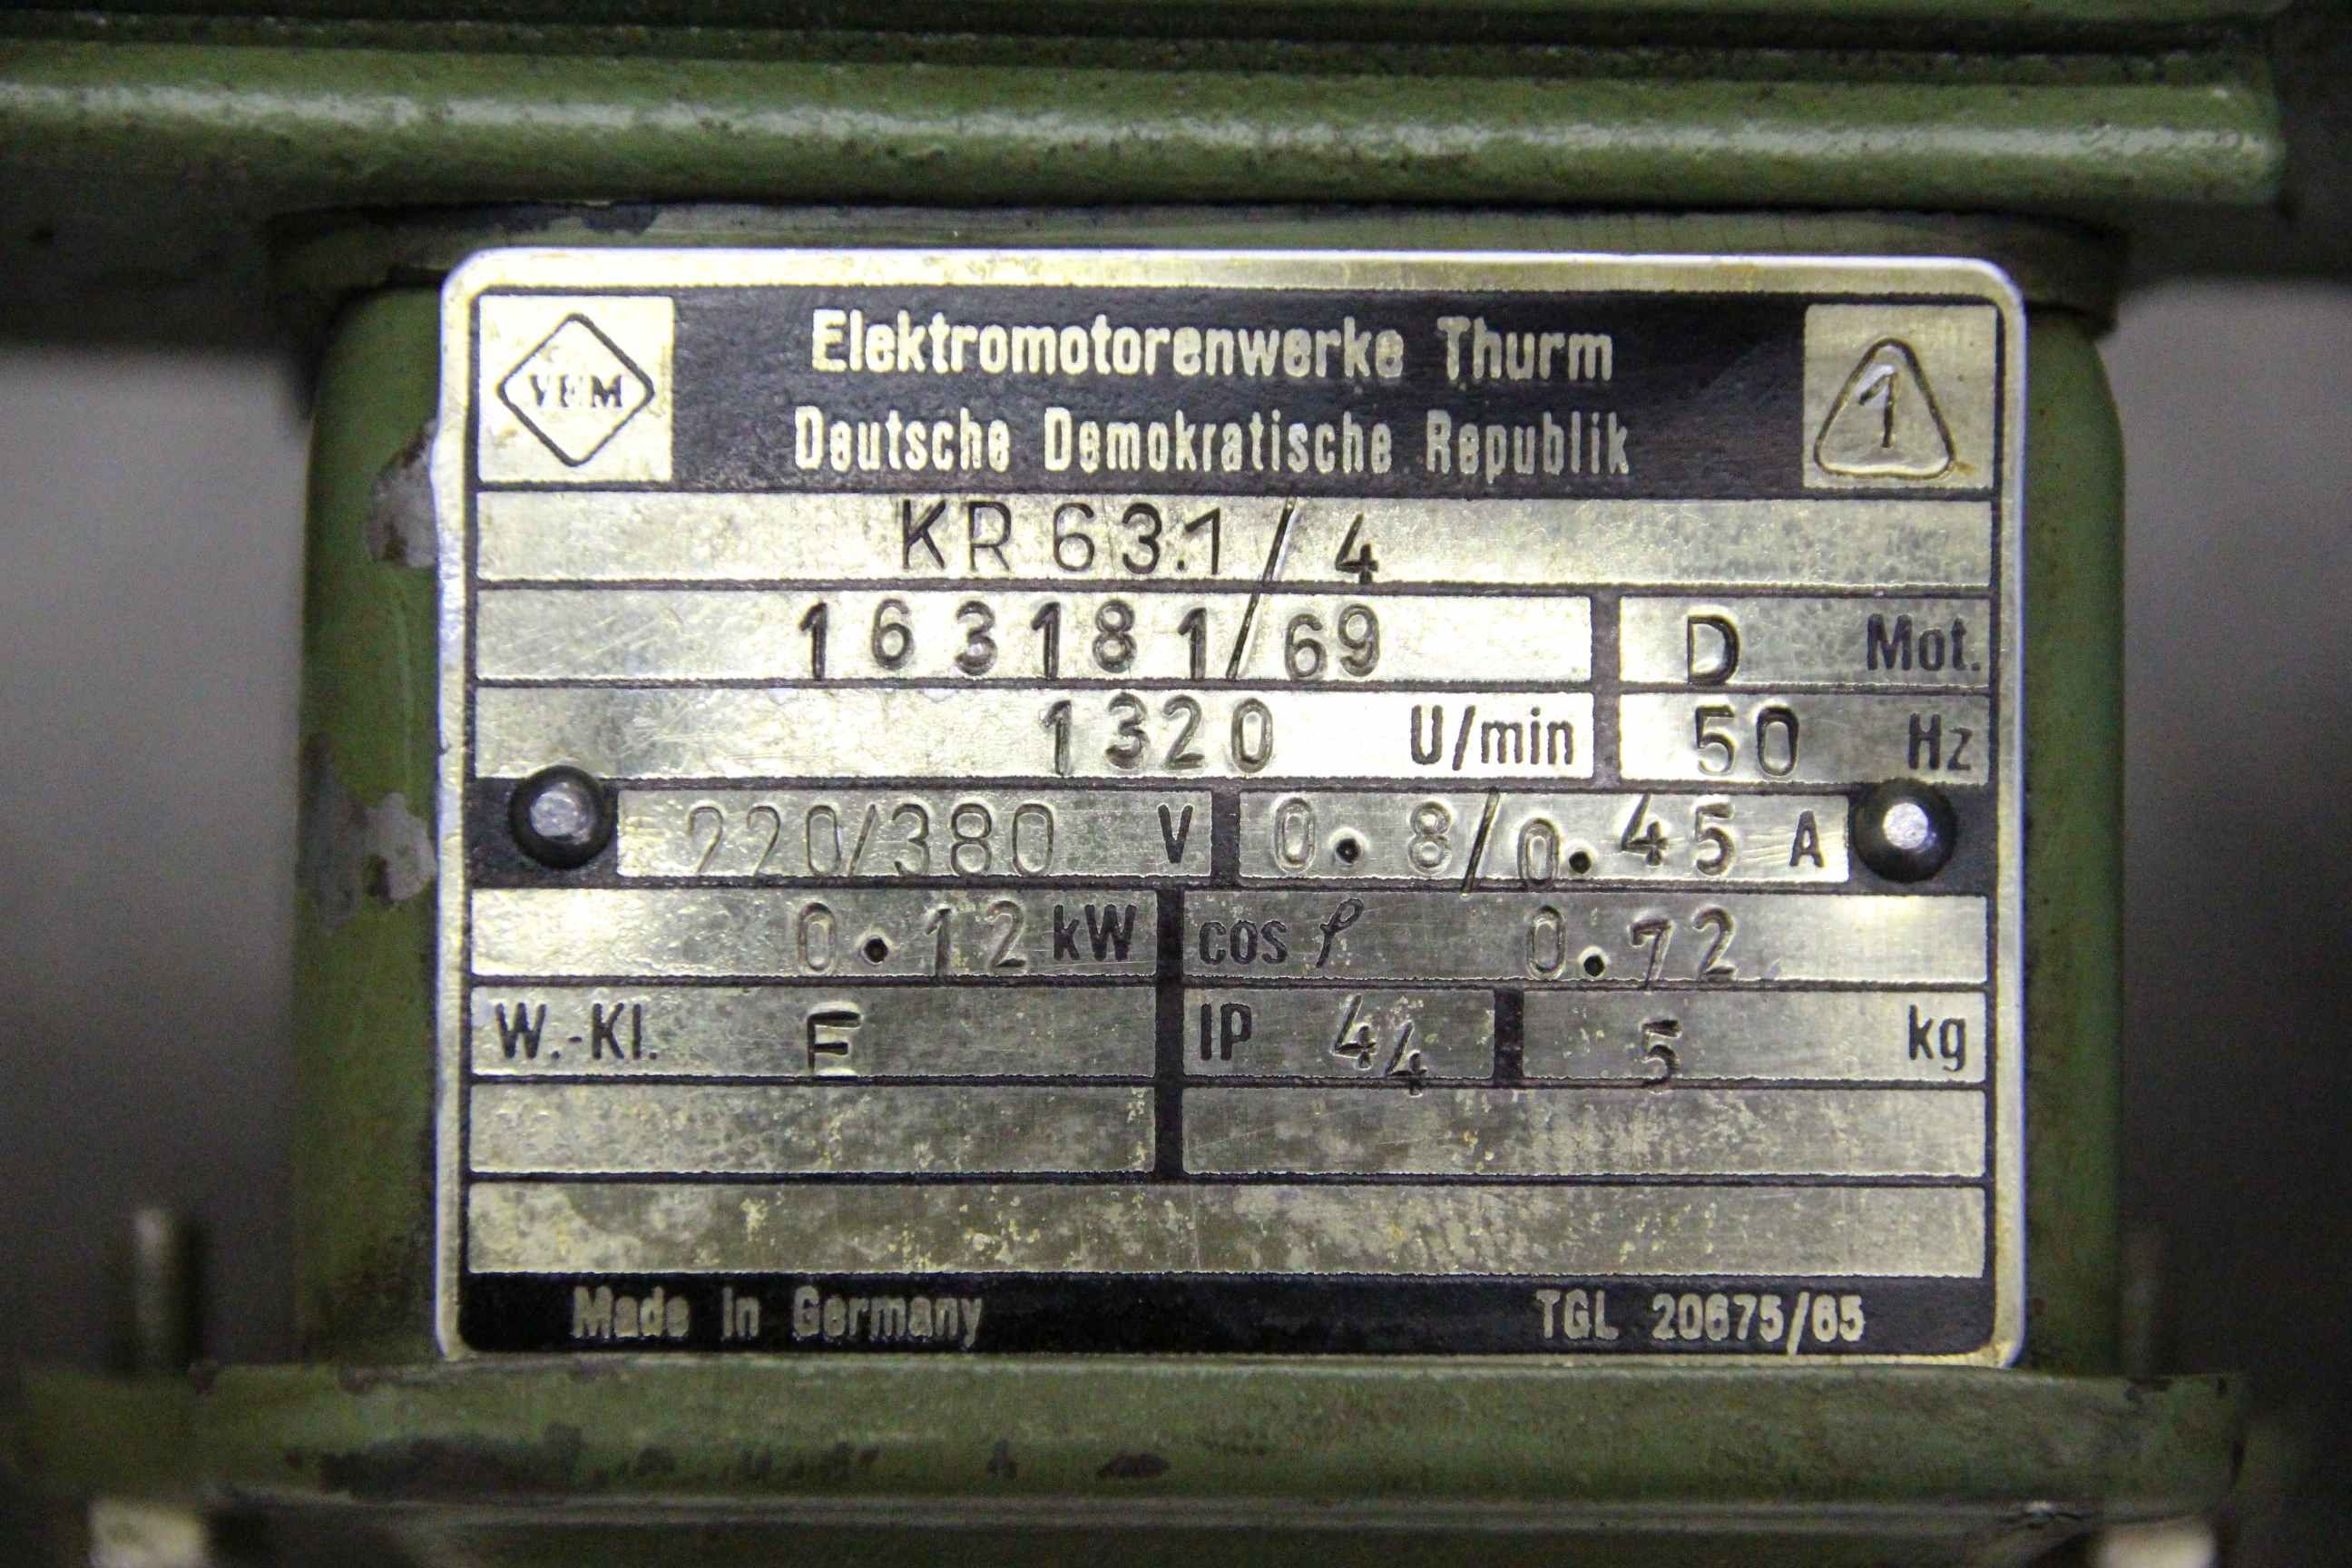 VEM
Elektromotorenwerke Thurm
Deutsche Demokratische Republik
1
KR 63.1/4
163181/69 D Mot.
1320 U/min 50 Hz
220/380 V 0.8/0.45 A
0.12 kW cos φ 0.72
W.-Kl. E IP 44 5 kg
Made in Germany TGL 20675/65